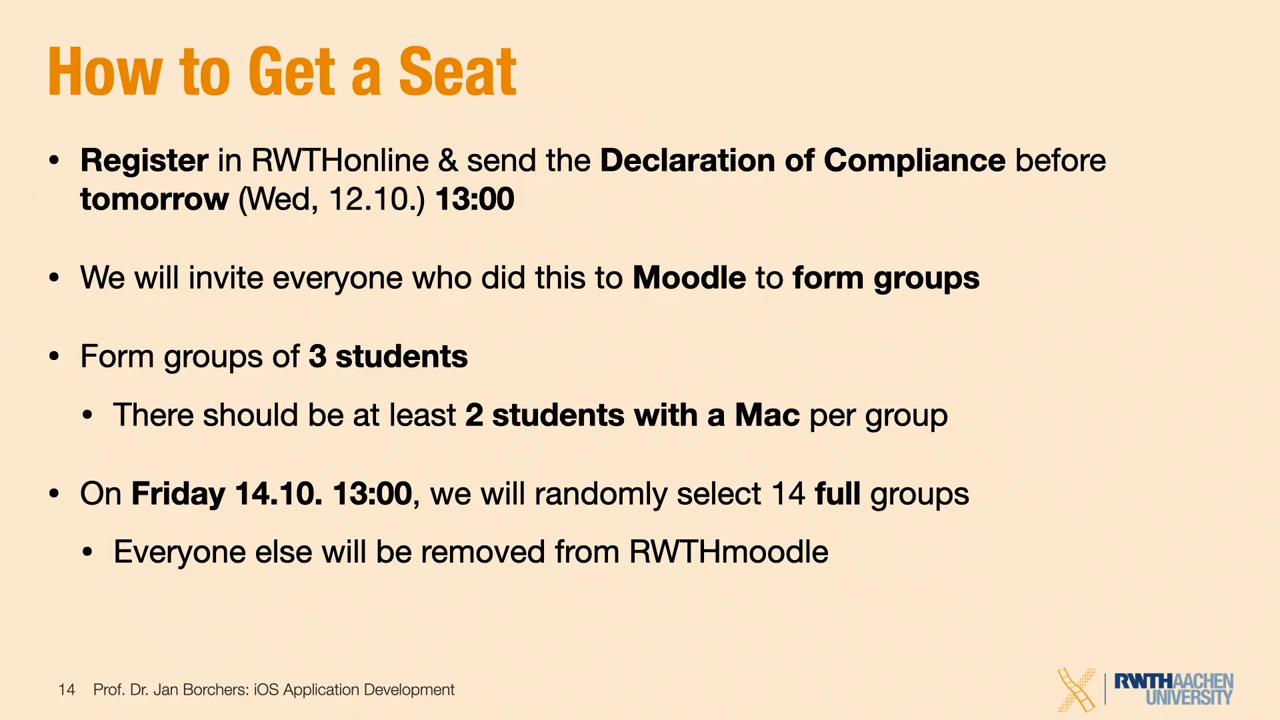 How to Get a Seat
• Register in RWTHonline & send the Declaration of Compliance before
tomorrow (Wed, 12.10.) 13:00
• We will invite everyone who did this to Moodle to form groups
• Form groups of 3 students
• There should be at least 2 students with a Mac per group
• On Friday 14.10. 13:00, we will randomly select 14 full groups
• Everyone else will be removed from RWTHmoodle
14 Prof. Dr. Jan Borchers: iOS Application Development
RWTHAACHEN
UNIVERSITY